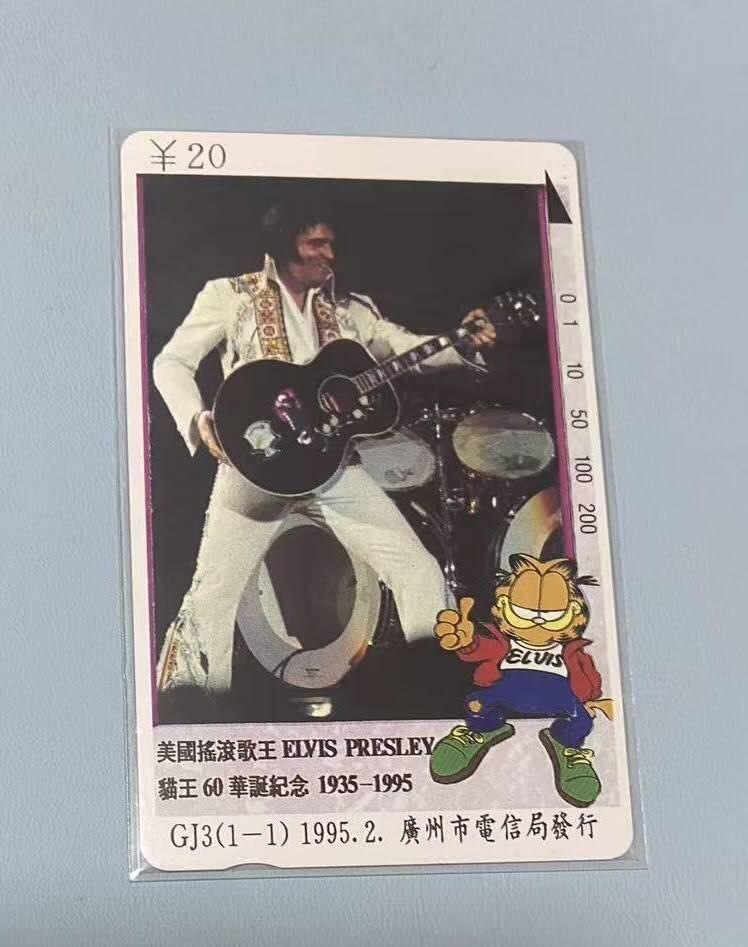 ¥20
0 1 10 50 100 200
ELVIS
美國搖滾歌王 ELVIS PRESLEY
貓王 60 華誕紀念 1935-1995
GJ3(1-1) 1995.2. 廣州市電信局發行